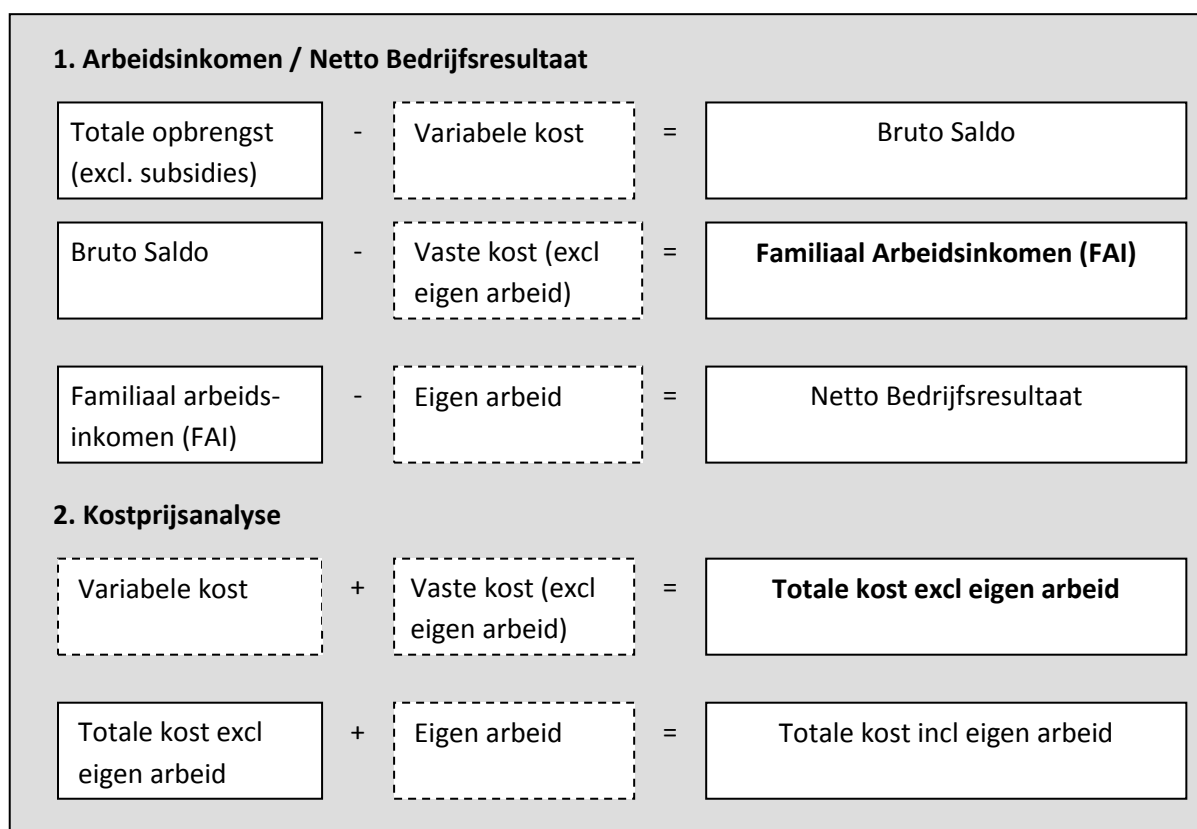 1. Arbeidsinkomen / Netto Bedrijfsresultaat
Totale opbrengst
(excl. subsidies)
-
Variabele kost
=
Bruto Saldo
Bruto Saldo
-
Vaste kost (excl
eigen arbeid)
=
Familiaal Arbeidsinkomen (FAI)
Familiaal arbeids-
inkomen (FAI)
-
Eigen arbeid
=
Netto Bedrijfsresultaat
2. Kostprijsanalyse
Variabele kost
+
Vaste kost (excl
eigen arbeid)
=
Totale kost excl eigen arbeid
Totale kost excl
eigen arbeid
+
Eigen arbeid
=
Totale kost incl eigen arbeid